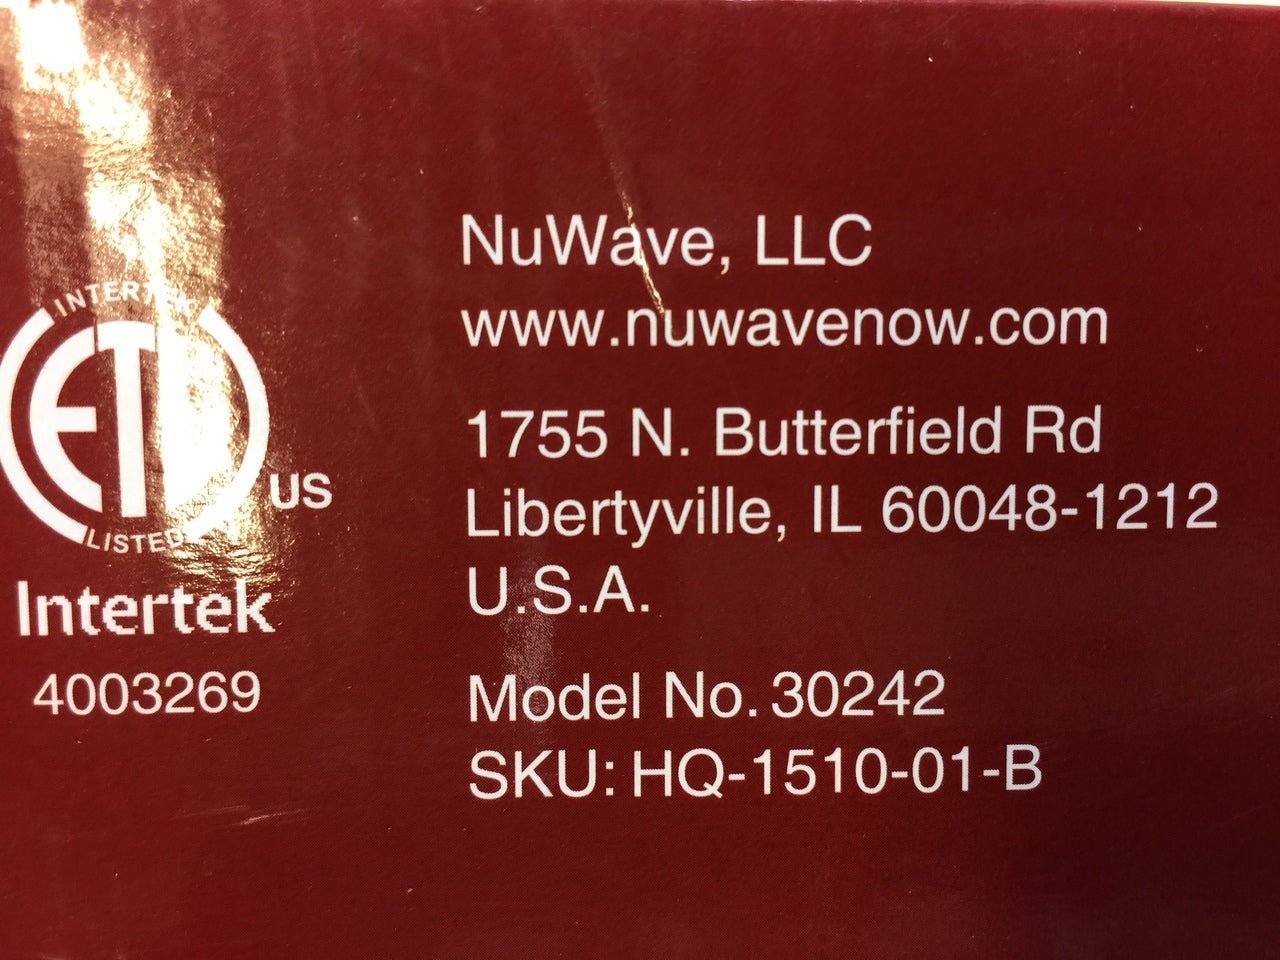 INTERTEK
ETL
US
LISTED
Intertek
4003269
NuWave, LLC
www.nuwavenow.com
1755 N. Butterfield Rd
Libertyville, IL 60048-1212
U.S.A.
Model No. 30242
SKU: HQ-1510-01-B